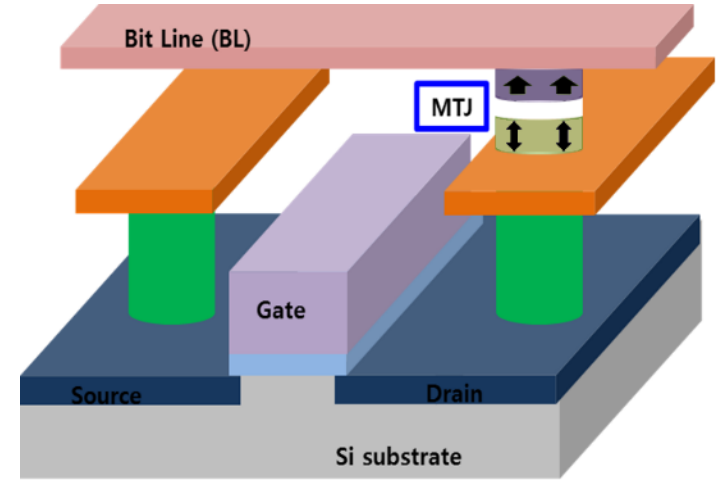 Bit Line (BL)
MTJ
Gate
Source
Drain
Si substrate